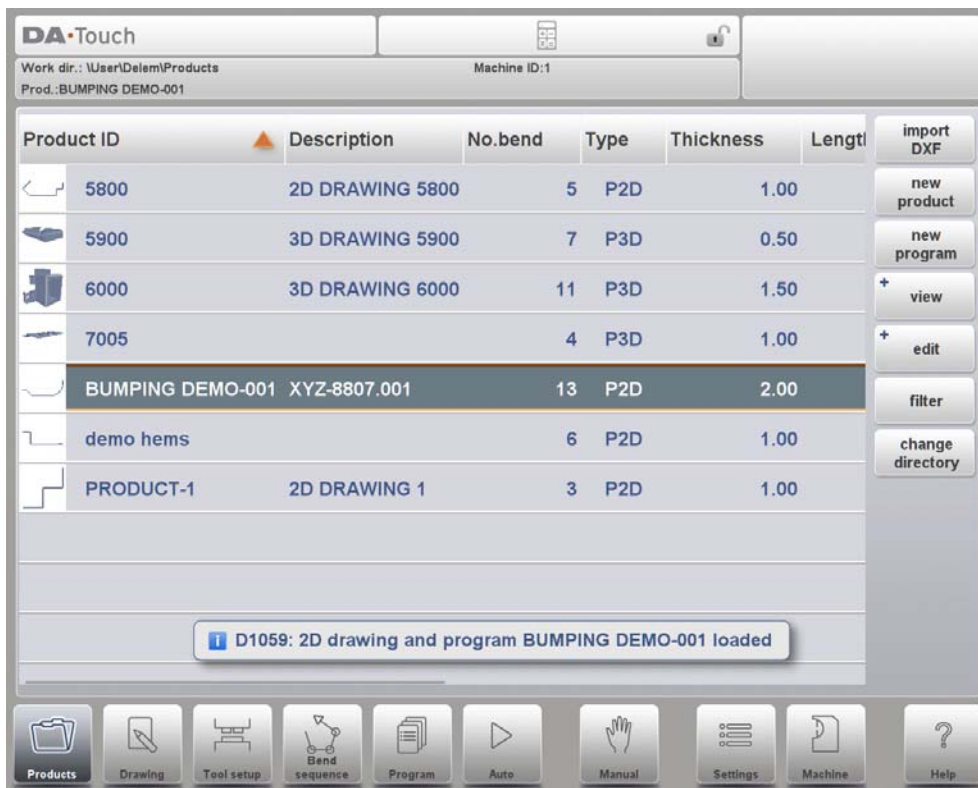 DA·Touch
Work dir.: \User\Delem\Products
Machine ID:1
Prod.:BUMPING DEMO-001
Product ID Description No.bend Type Thickness Lengtl
5800 2D DRAWING 5800 5 P2D 1.00
5900 3D DRAWING 5900 7 P3D 0.50
6000 3D DRAWING 6000 11 P3D 1.50
7005 4 P3D 1.00
BUMPING DEMO-001 XYZ-8807.001 13 P2D 2.00
demo hems 6 P2D 1.00
PRODUCT-1 2D DRAWING 1 3 P2D 1.00
import
DXF
new
product
new
program
+ view
+ edit
filter
change
directory
i D1059: 2D drawing and program BUMPING DEMO-001 loaded
Products
Drawing
Tool setup
Bend
sequence
Program
Auto
Manual
Settings
Machine
?
Help